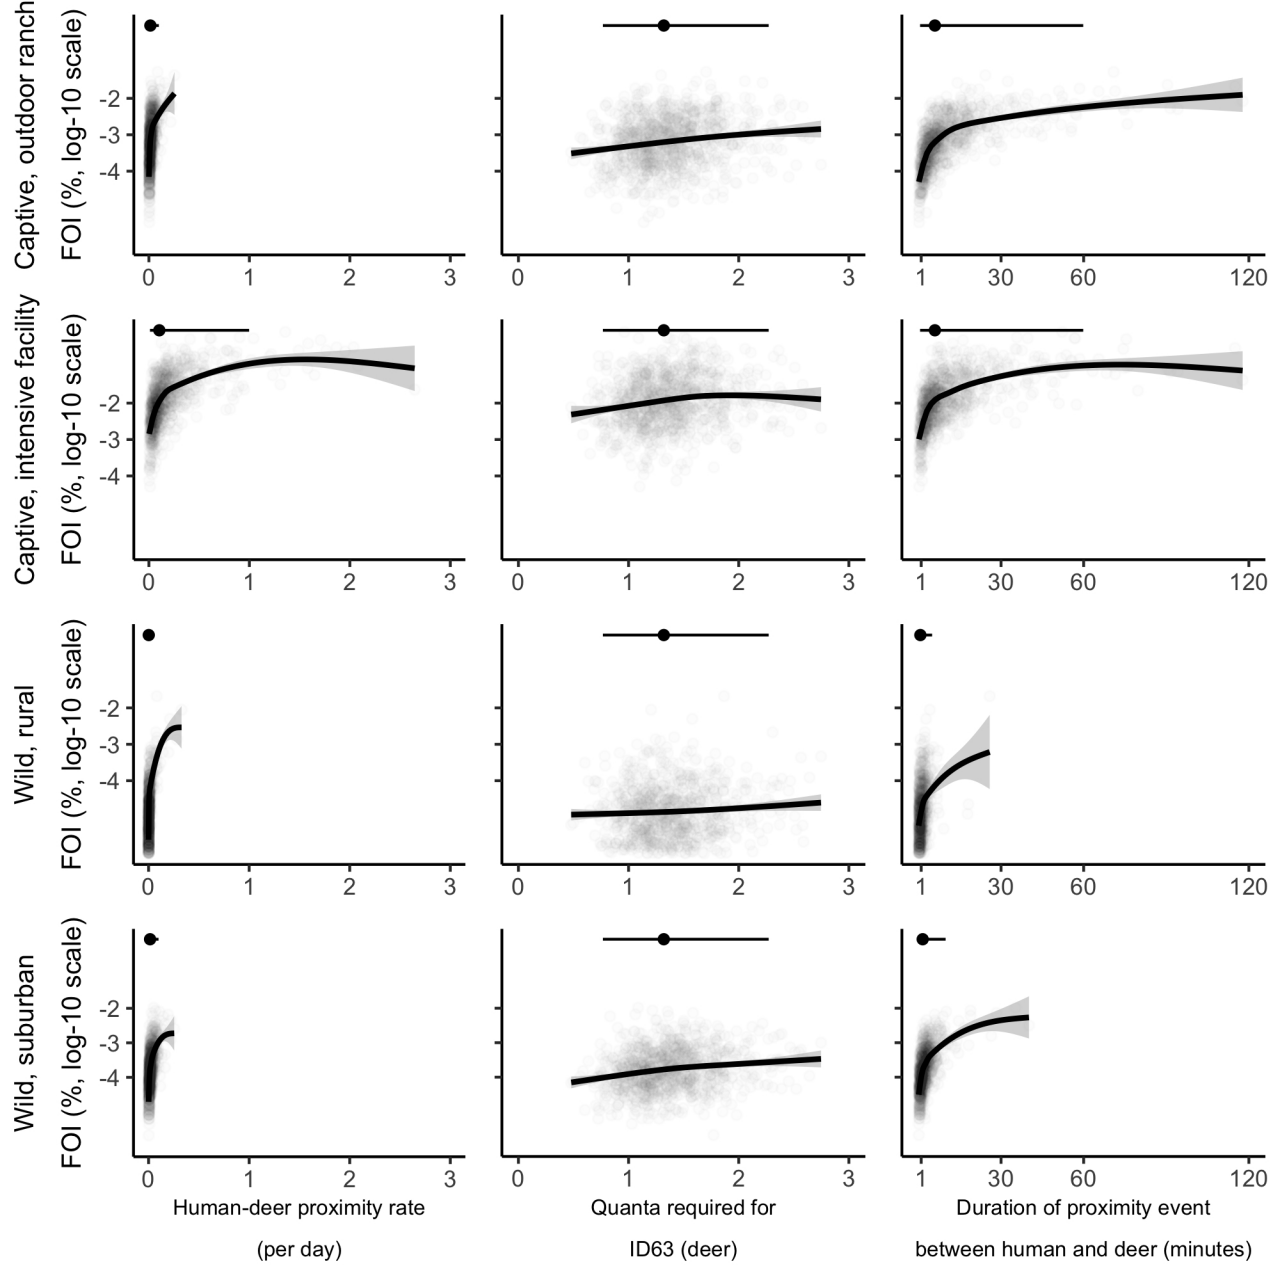 Captive, outdoor ranch
FOI (%, log-10 scale)
-2
-3
-4
0 1 2 3
0 1 2 3
1 30 60 120
Captive, intensive facility
FOI (%, log-10 scale)
-2
-3
-4
0 1 2 3
0 1 2 3
1 30 60 120
Wild, rural
FOI (%, log-10 scale)
-2
-3
-4
0 1 2 3
0 1 2 3
1 30 60 120
Wild, suburban
FOI (%, log-10 scale)
-2
-3
-4
0 1 2 3
0 1 2 3
1 30 60 120
Human-deer proximity rate
(per day)
Quanta required for
ID63 (deer)
Duration of proximity event
between human and deer (minutes)